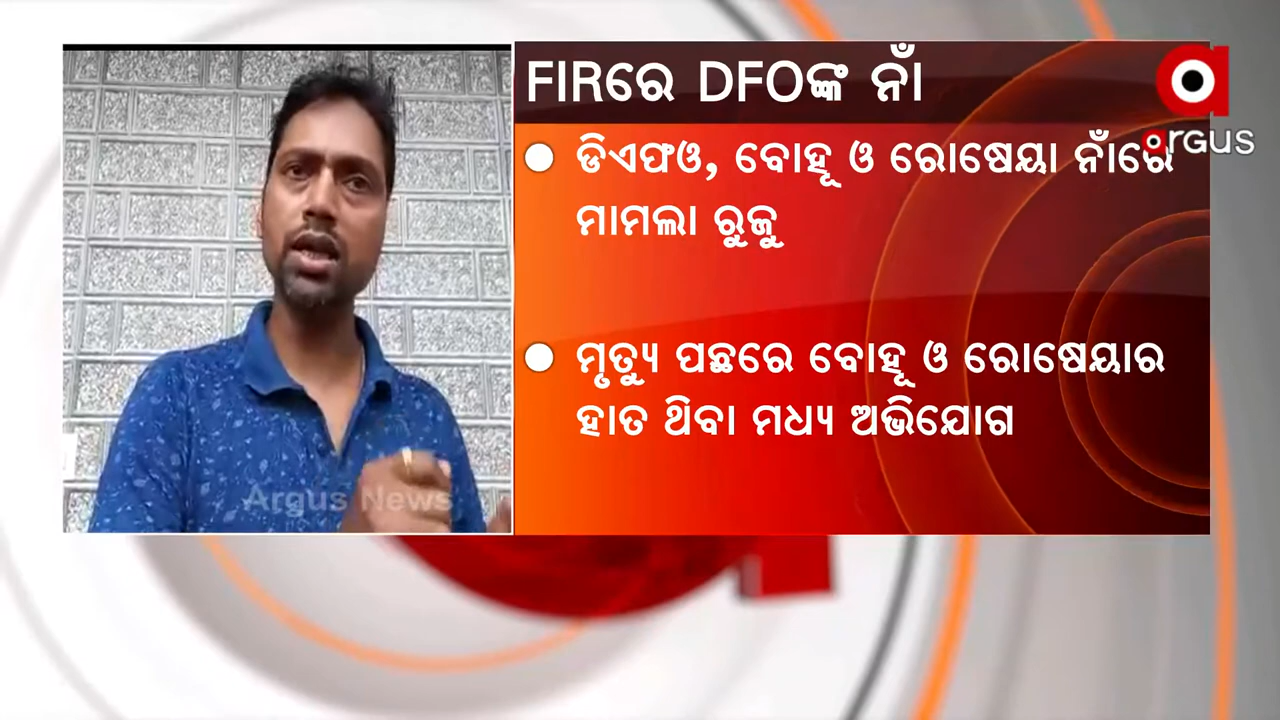 FIRରେ DFOଙ୍କ ନାଁ
argus
ଡିଏଫଓ, ବୋହୂ ଓ ରୋଷେୟା ନାଁରେ
ମାମଲା ରୁଜୁ
ମୃତ୍ୟୁ ପଛରେ ବୋହୂ ଓ ରୋଷେୟାର
ହାତ ଥିବା ମଧ୍ୟ ଅଭିଯୋଗ
Argus News